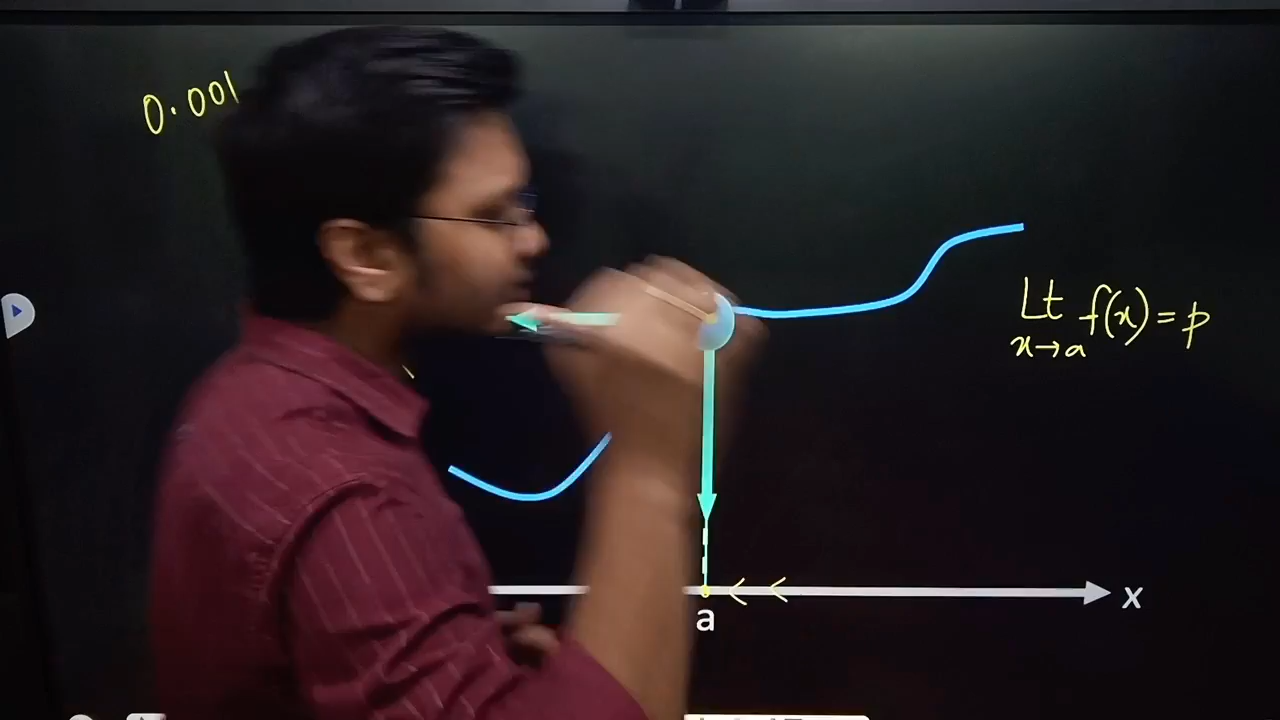 0.001
Lt f(x) = p
x→a
a
x